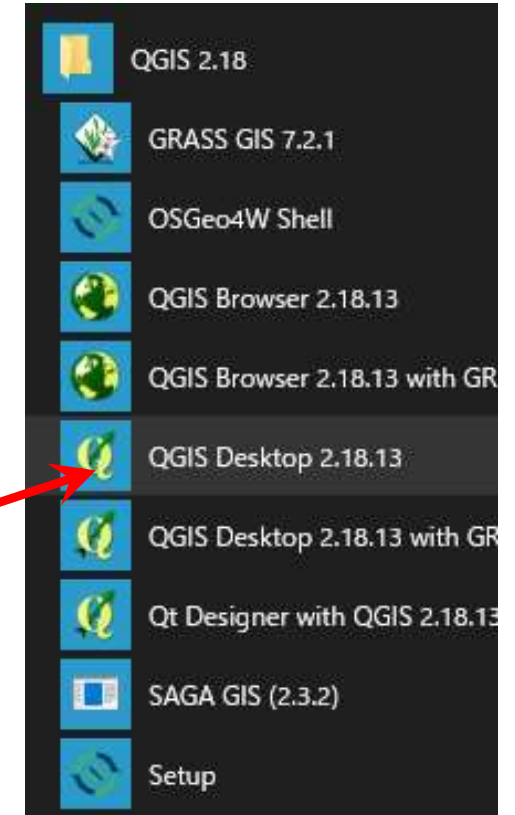 QGIS 2.18
GRASS GIS 7.2.1
OSGeo4W Shell
QGIS Browser 2.18.13
QGIS Browser 2.18.13 with GR
QGIS Desktop 2.18.13
QGIS Desktop 2.18.13 with GR
Qt Designer with QGIS 2.18.13
SAGA GIS (2.3.2)
Setup